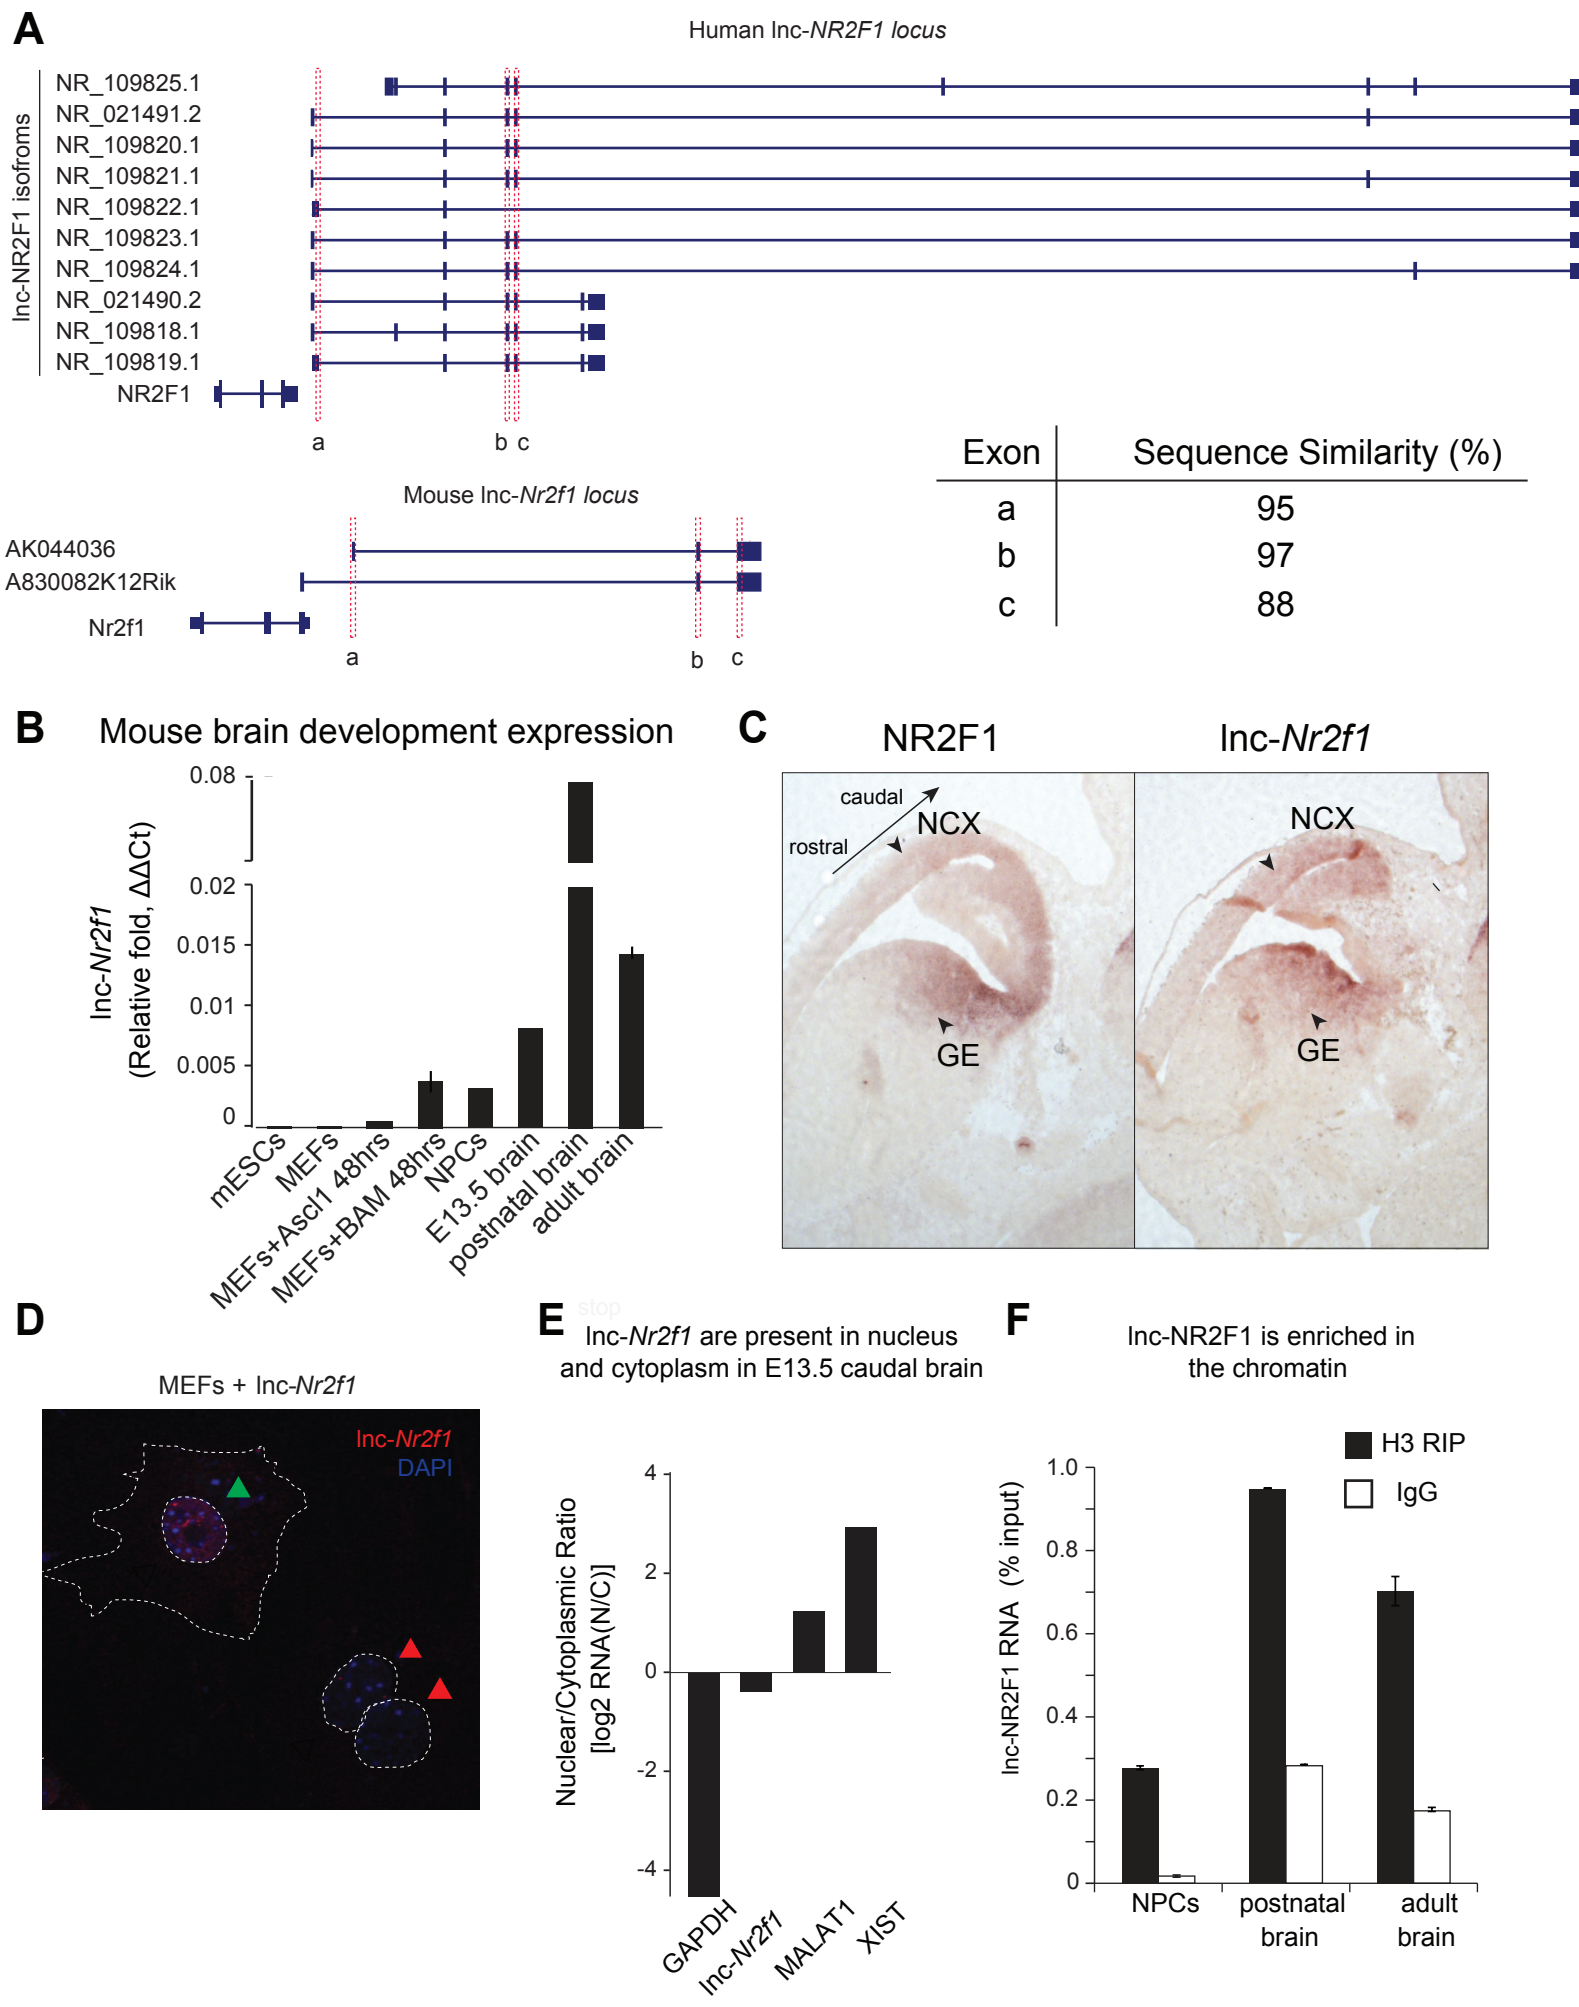 A
Human lnc-NR2F1 locus
lnc-NR2F1 isofroms
NR_109825.1
NR_021491.2
NR_109820.1
NR_109821.1
NR_109822.1
NR_109823.1
NR_109824.1
NR_021490.2
NR_109818.1
NR_109819.1
NR2F1
a b c
Mouse lnc-Nr2f1 locus
AK044036
A830082K12Rik
Nr2f1
a b c
Exon Sequence Similarity (%)
a 95
b 97
c 88
B
Mouse brain development expression
lnc-Nr2f1
(Relative fold, ΔΔCt)
0.08
0.02
0.015
0.01
0.005
0
mESCs
MEFs
MEFs+Ascl1 48hrs
MEFs+BAM 48hrs
NPCs
E13.5 brain
postnatal brain
adult brain
C
NR2F1 lnc-Nr2f1
caudal
rostral
NCX
GE
NCX
GE
D
MEFs + lnc-Nr2f1
lnc-Nr2f1
DAPI
E
stop
lnc-Nr2f1 are present in nucleus
and cytoplasm in E13.5 caudal brain
Nuclear/Cytoplasmic Ratio
[log2 RNA(N/C)]
4
2
0
-2
-4
GAPDH
lnc-Nr2f1
MALAT1
XIST
F
lnc-NR2F1 is enriched in
the chromatin
H3 RIP
IgG
lnc-NR2F1 RNA (% input)
1.0
0.8
0.6
0.4
0.2
0
NPCs
postnatal
brain
adult
brain